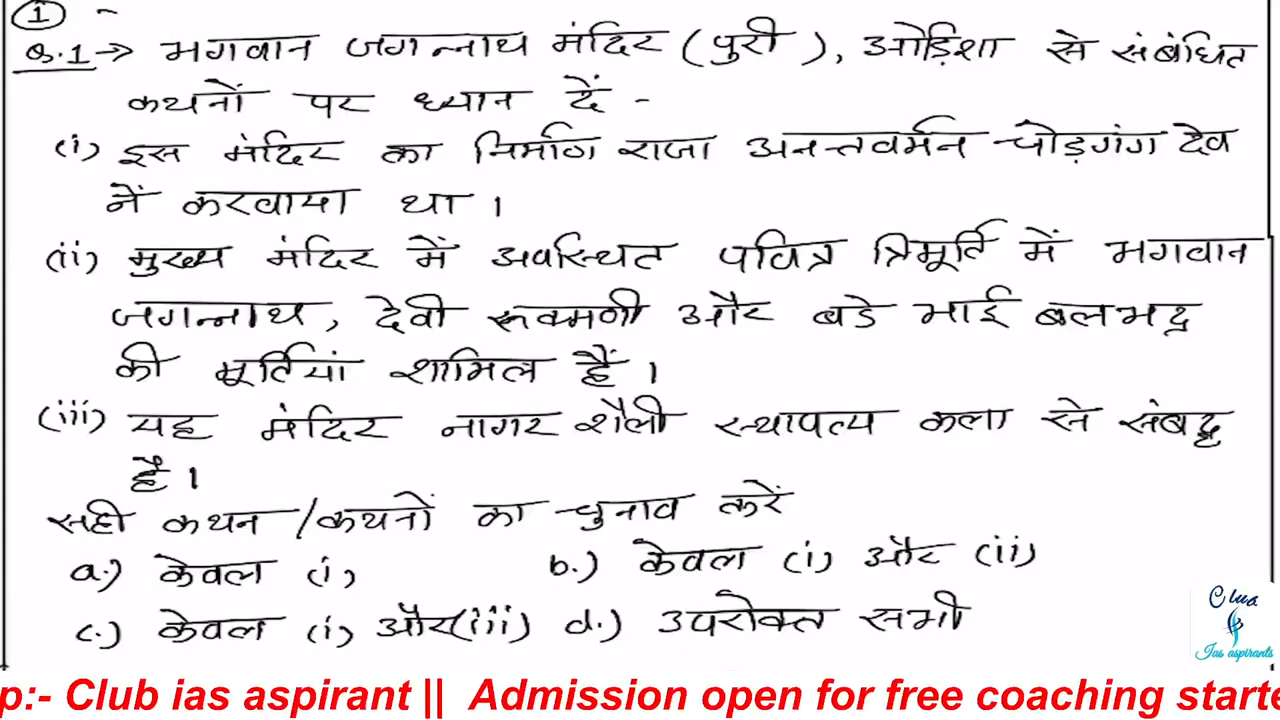 ①
Q.1→ भगवान जगन्नाथ मंदिर (पुरी), ओड़िशा से संबंधित
कथनों पर ध्यान दें -
(i) इस मंदिर का निर्माण राजा अनन्तवर्मन चोड़गंग देव
नें करवाया था।
(ii) मुख्य मंदिर में अवस्थित पवित्र त्रिमूर्ति में भगवान
जगन्नाथ, देवी रूक्मणी और बडे भाई बलभद्र
की मूर्तियां शामिल हैं।
(iii) यह मंदिर नागर शैली स्थापत्य कला से संबद्ध
है।
सही कथन/कथनों का चुनाव करें
a.) केवल (i) b.) केवल (i) और (ii)
c.) केवल (i) और (iii) d.) उपरोक्त सभी
Club
Ias aspirants
p:- Club ias aspirant || Admission open for free coaching starte